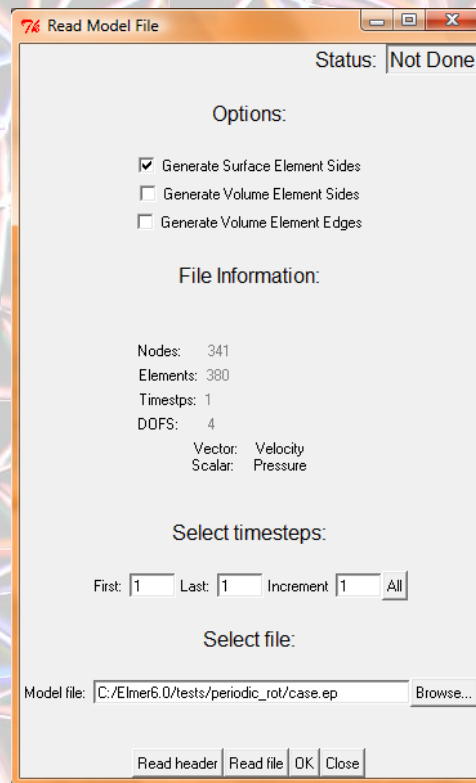 Read Model File
Status: Not Done
Options:
Generate Surface Element Sides
Generate Volume Element Sides
Generate Volume Element Edges
File Information:
Nodes: 341
Elements: 380
Timestps: 1
DOFS: 4
Vector: Velocity
Scalar: Pressure
Select timesteps:
First: 1 Last: 1 Increment 1 All
Select file:
Model file: C:/Elmer6.0/tests/periodic_rot/case.ep Browse...
Read header Read file OK Close